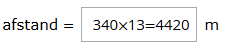 afstand = 340×13=4420 m